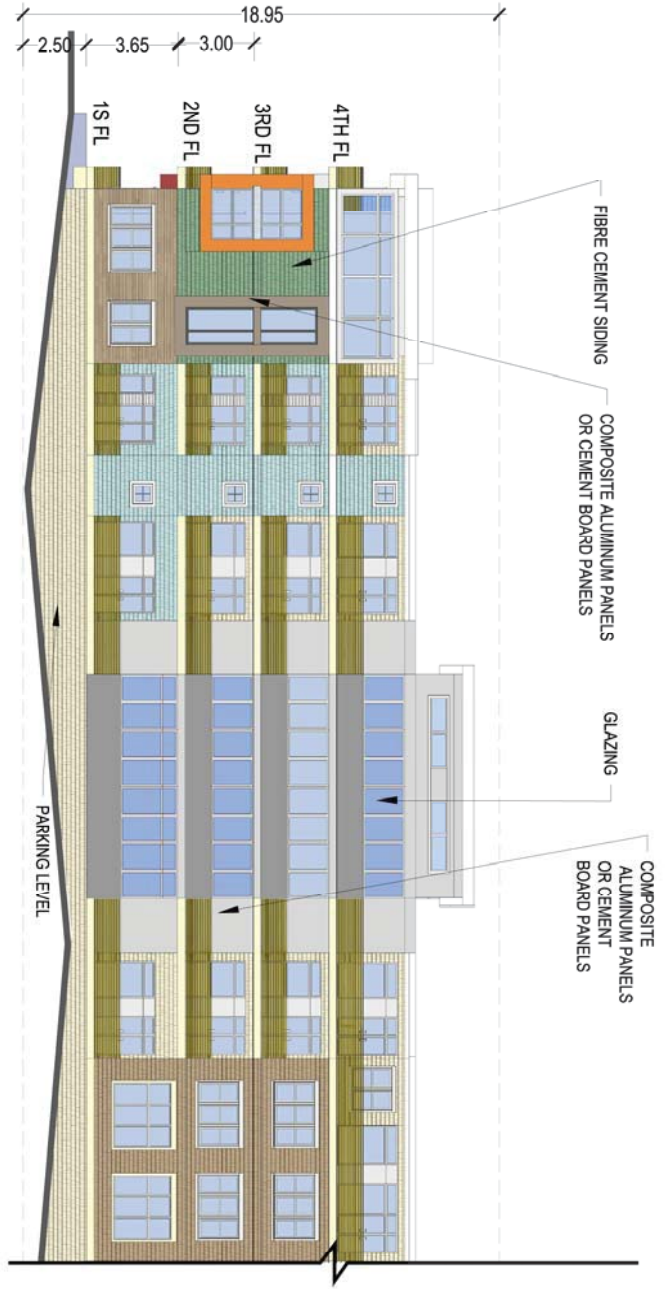 18.95
2.50
3.65
3.00
1S FL
2ND FL
3RD FL
4TH FL
FIBRE CEMENT SIDING
COMPOSITE ALUMINUM PANELS
OR CEMENT BOARD PANELS
GLAZING
COMPOSITE
ALUMINUM PANELS
OR CEMENT
BOARD PANELS
PARKING LEVEL